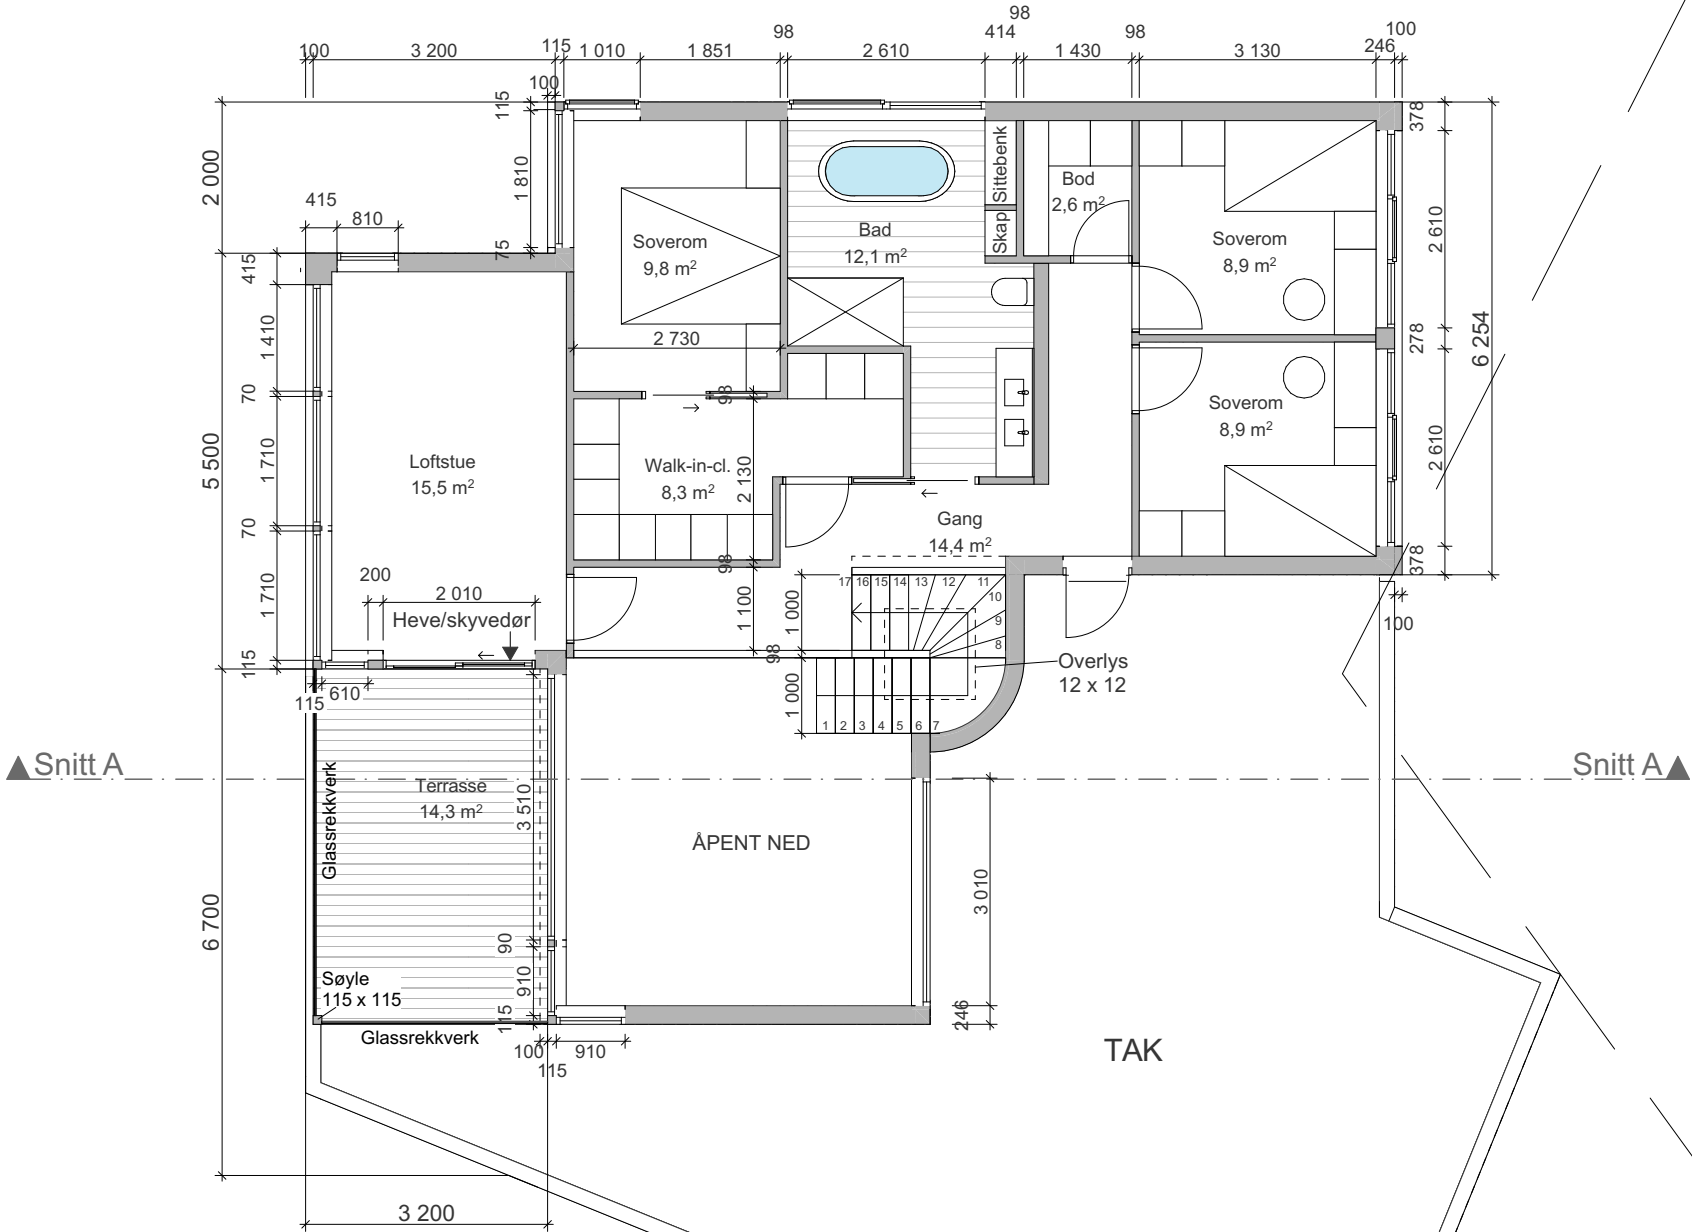 98
98
100
3 200
115
1 010
1 851
2 610
414
1 430
98
3 130
246
100
100
115
1 810
75
2 000
415
810
415
1 410
70
1 710
70
1 710
115
5 500
6 700
378
2 610
278
2 610
378
6 254
100
Soverom
9,8 m²
2 730
Bad
12,1 m²
Sittebenk
Skap
Bod
2,6 m²
Soverom
8,9 m²
Soverom
8,9 m²
Loftstue
15,5 m²
Walk-in-cl.
8,3 m²
98
2 130
98
1 100
98
1 000
1 000
Gang
14,4 m²
17
16
15
14
13
12
11
10
9
8
1
2
3
4
5
6
7
Overlys
12 x 12
200
2 010
Heve/skyvedør
115
610
Snitt A
Snitt A
Glassrekkverk
Terrasse
14,3 m²
3 510
90
910
115
ÅPENT NED
3 010
246
Søyle
115 x 115
Glassrekkverk
100
910
115
TAK
3 200